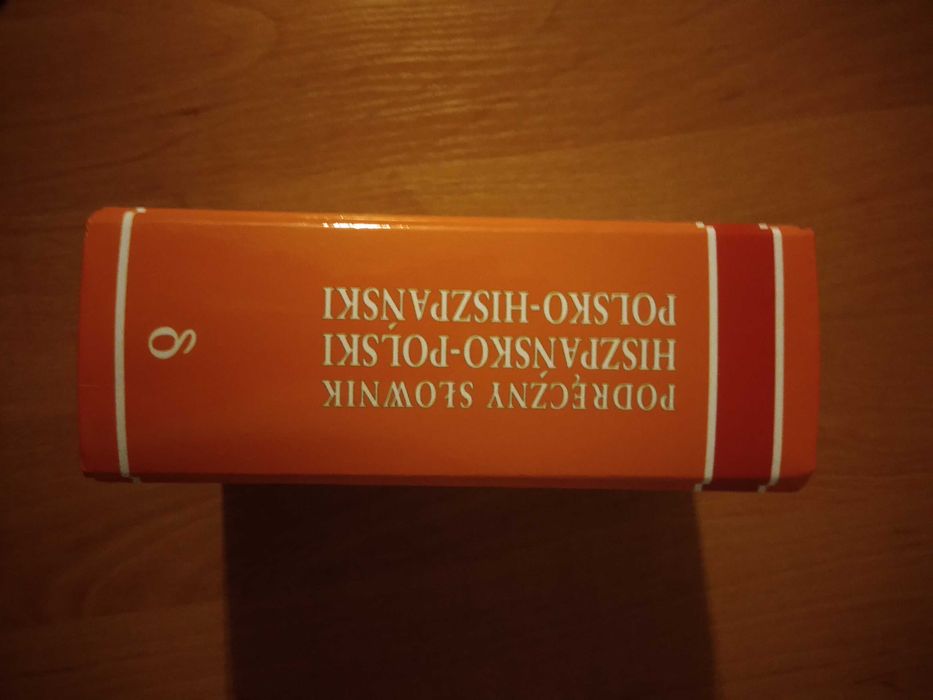 PODRĘCZNY SŁOWNIK
HISZPAŃSKO-POLSKI
POLSKO-HISZPAŃSKI